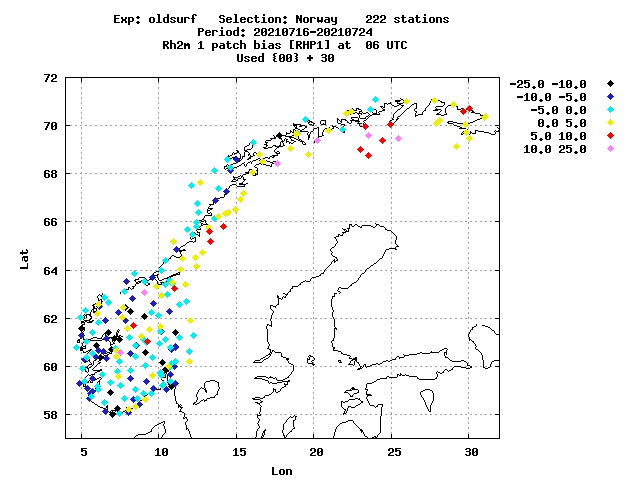 Exp: oldsurf   Selection: Norway    222 stations
Period: 20210716-20210724
Rh2m 1 patch bias [RHP1] at  06 UTC
Used {00} + 30
-25.0 -10.0
-10.0 -5.0
-5.0 0.0
0.0 5.0
5.0 10.0
10.0 25.0
72
70
68
66
64
62
60
58
Lat
5 10 15 20 25 30
Lon